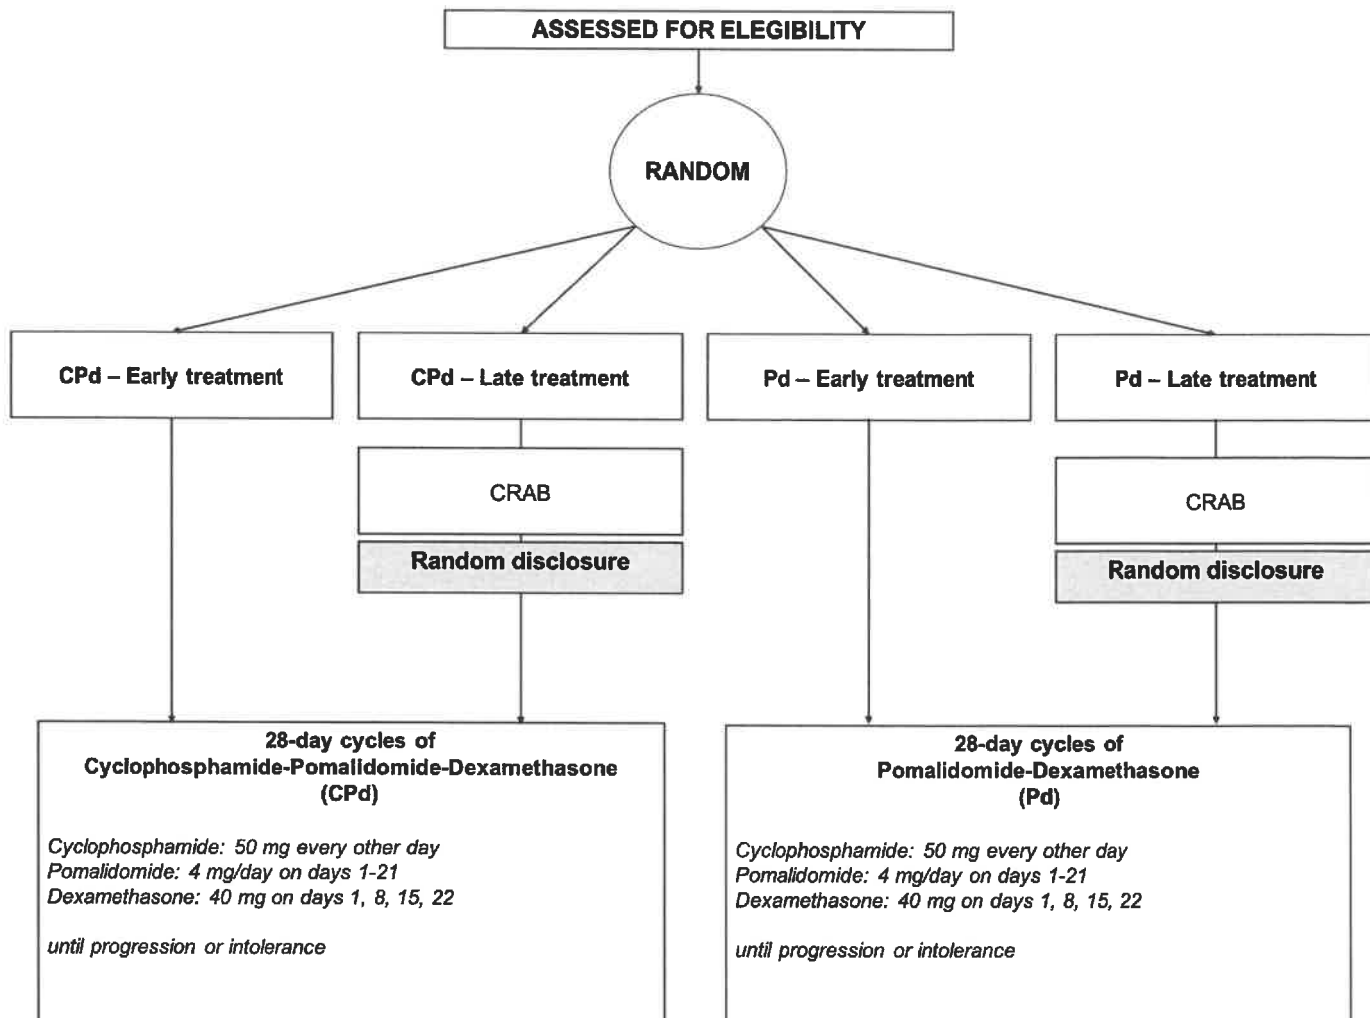 ASSESSED FOR ELEGIBILITY
RANDOM
CPd – Early treatment
CPd – Late treatment
Pd – Early treatment
Pd – Late treatment
CRAB
CRAB
Random disclosure
Random disclosure
28-day cycles of
Cyclophosphamide-Pomalidomide-Dexamethasone
(CPd)
Cyclophosphamide: 50 mg every other day
Pomalidomide: 4 mg/day on days 1-21
Dexamethasone: 40 mg on days 1, 8, 15, 22
until progression or intolerance
28-day cycles of
Pomalidomide-Dexamethasone
(Pd)
Cyclophosphamide: 50 mg every other day
Pomalidomide: 4 mg/day on days 1-21
Dexamethasone: 40 mg on days 1, 8, 15, 22
until progression or intolerance